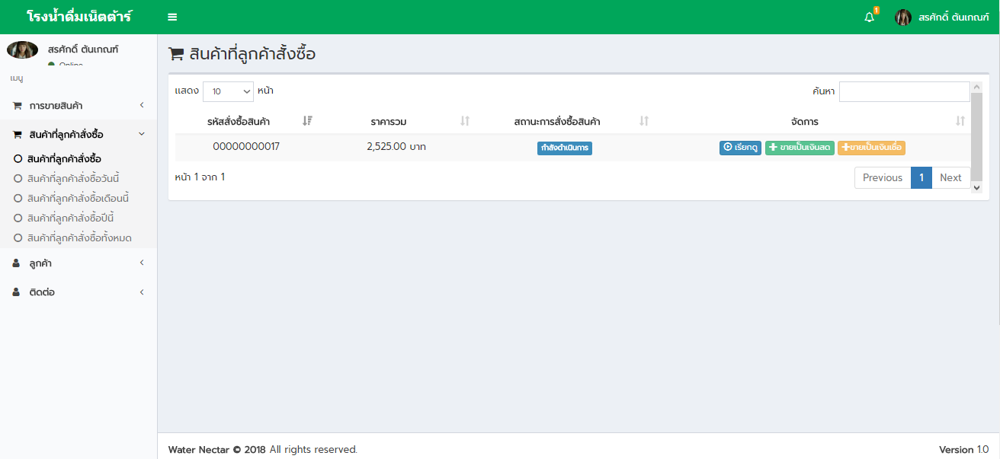 โรงน้ำดื่มเน็ตต้าร์
1
สรศักดิ์ ตันเกณฑ์
สรศักดิ์ ตันเกณฑ์
Online
เมนู
การขายสินค้า
สินค้าที่ลูกค้าสั่งซื้อ
สินค้าที่ลูกค้าสั่งซื้อ
สินค้าที่ลูกค้าสั่งซื้อวันนี้
สินค้าที่ลูกค้าสั่งซื้อเดือนนี้
สินค้าที่ลูกค้าสั่งซื้อปีนี้
สินค้าที่ลูกค้าสั่งซื้อทั้งหมด
ลูกค้า
ติดต่อ
สินค้าที่ลูกค้าสั้งซื้อ
แสดง 10 หน้า ค้นหา
รหัสสั่งซื้อสินค้า ราคารวม สถานะการสั่งซื้อสินค้า จัดการ
00000000017 2,525.00 บาท กำลังดำเนินการ เรียกดู ขายเป็นเงินสด ขายเป็นเงินเชื่อ
หน้า 1 จาก 1 Previous 1 Next
Water Nectar © 2018 All rights reserved. Version 1.0